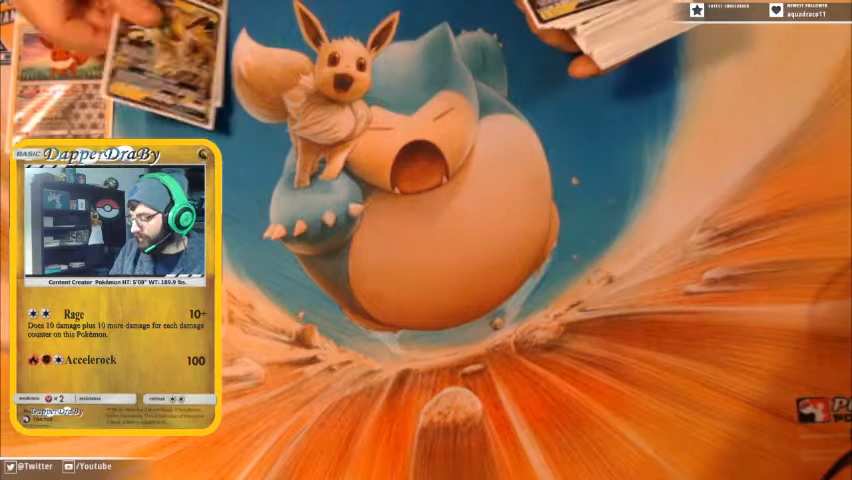 LATEST SUBSCRIBER
NEWEST FOLLOWER
aquadraco11
BASIC DapperDraBy
Content Creator Pokémon HT: 5'09" WT: 189.9 lbs.
Rage 10+
Does 10 damage plus 10 more damage for each damage
counter on this Pokémon.
Accelerock 100
weakness ×2 resistance retreat
DapperDraBy
@Twitter /Youtube